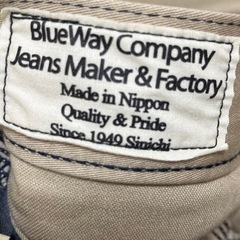 BlueWay Company
Jeans Maker & Factory
Made in Nippon
Quality & Pride
Since 1949 Sinichi